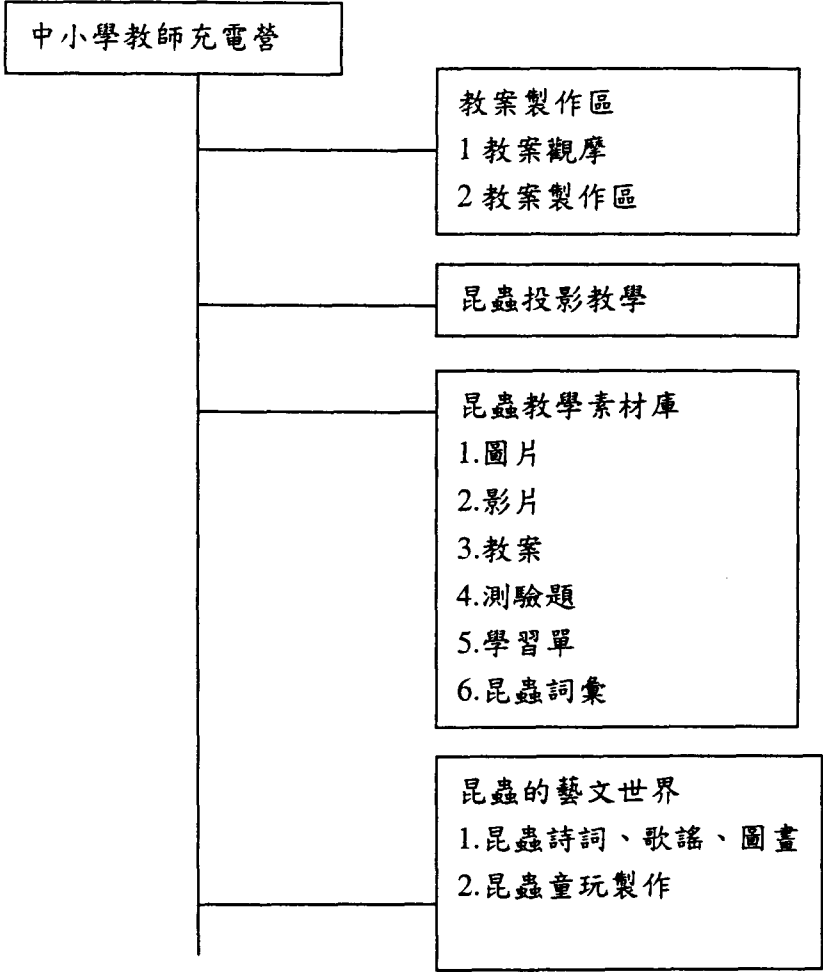 中小學教師充電營
教案製作區
1 教案觀摩
2 教案製作區
昆蟲投影教學
昆蟲教學素材庫
1.圖片
2.影片
3.教案
4.測驗題
5.學習單
6.昆蟲詞彙
昆蟲的藝文世界
1.昆蟲詩詞、歌謠、圖畫
2.昆蟲童玩製作